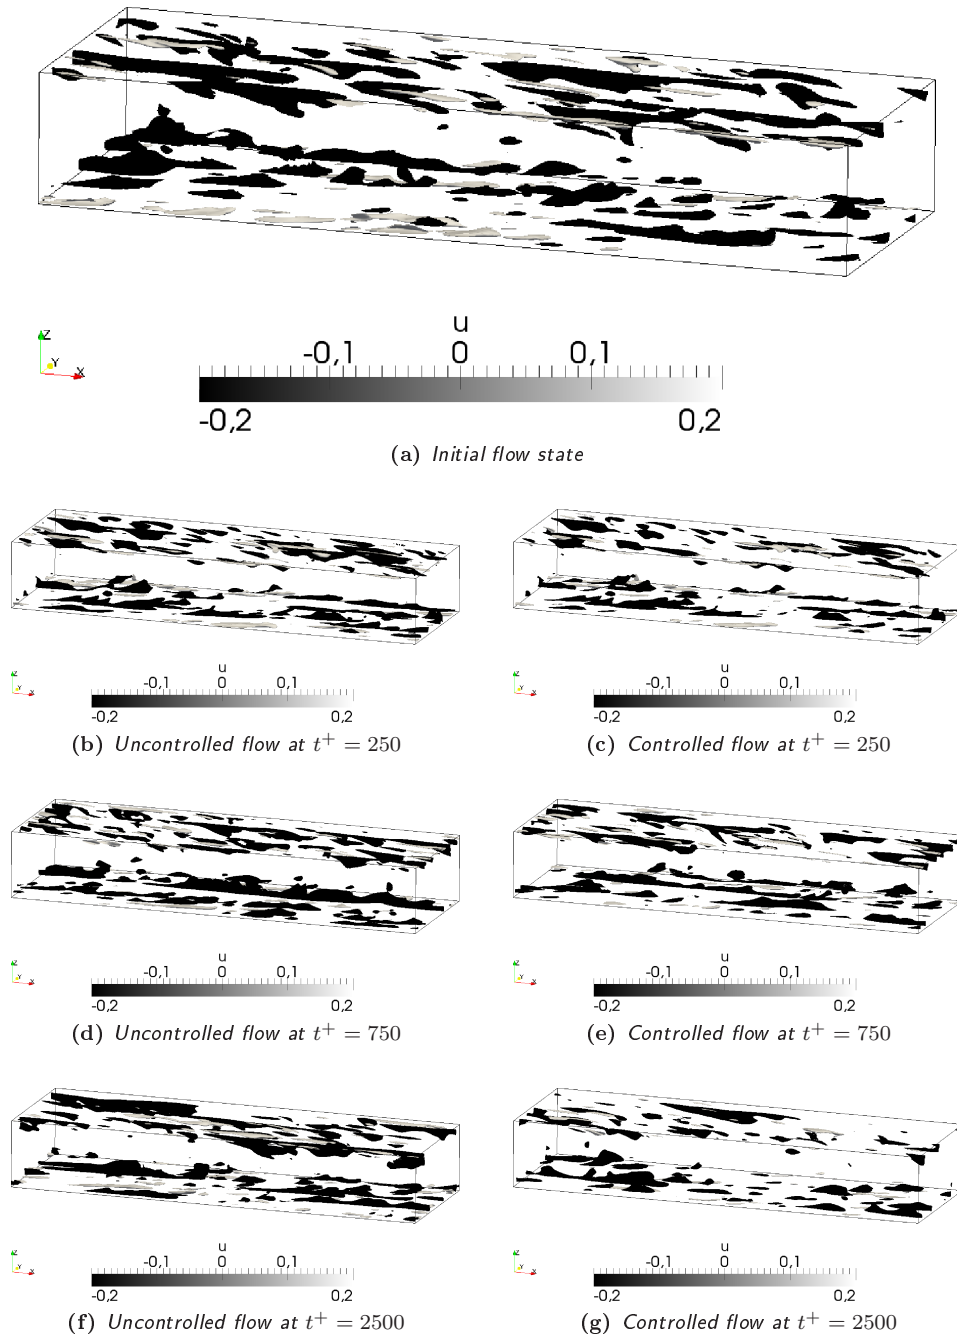 Z
Y
X
u
-0,1 0 0,1
-0,2 0,2
(a) Initial flow state
Z
Y
X
u
-0,1 0 0,1
-0,2 0,2
(b) Uncontrolled flow at t⁺ = 250
Z
Y
X
u
-0,1 0 0,1
-0,2 0,2
(c) Controlled flow at t⁺ = 250
Z
Y
X
u
-0,1 0 0,1
-0,2 0,2
(d) Uncontrolled flow at t⁺ = 750
Z
Y
X
u
-0,1 0 0,1
-0,2 0,2
(e) Controlled flow at t⁺ = 750
Z
Y
X
u
-0,1 0 0,1
-0,2 0,2
(f) Uncontrolled flow at t⁺ = 2500
Z
Y
X
u
-0,1 0 0,1
-0,2 0,2
(g) Controlled flow at t⁺ = 2500